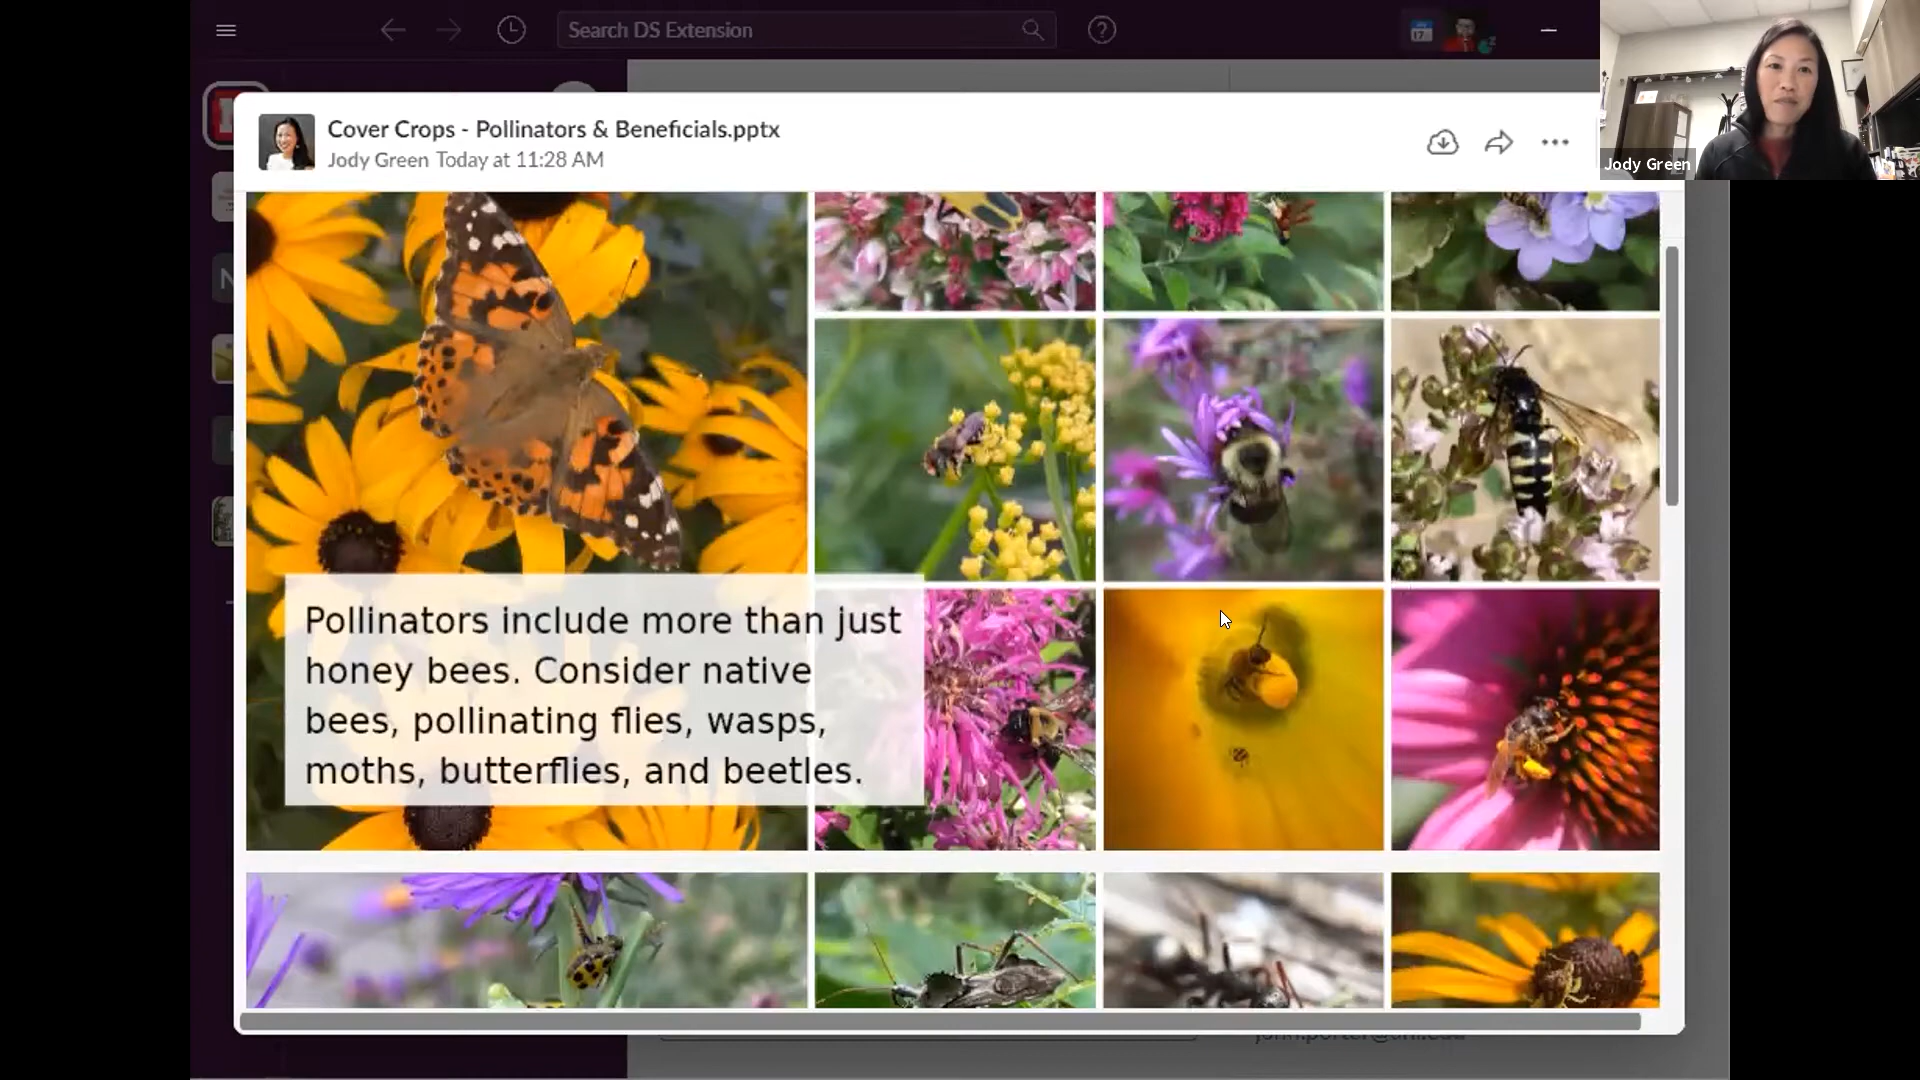 Search DS Extension
17
Jody Green
Cover Crops - Pollinators & Beneficials.pptx
Jody Green Today at 11:28 AM
N
Pollinators include more than just
honey bees. Consider native
bees, pollinating flies, wasps,
moths, butterflies, and beetles.